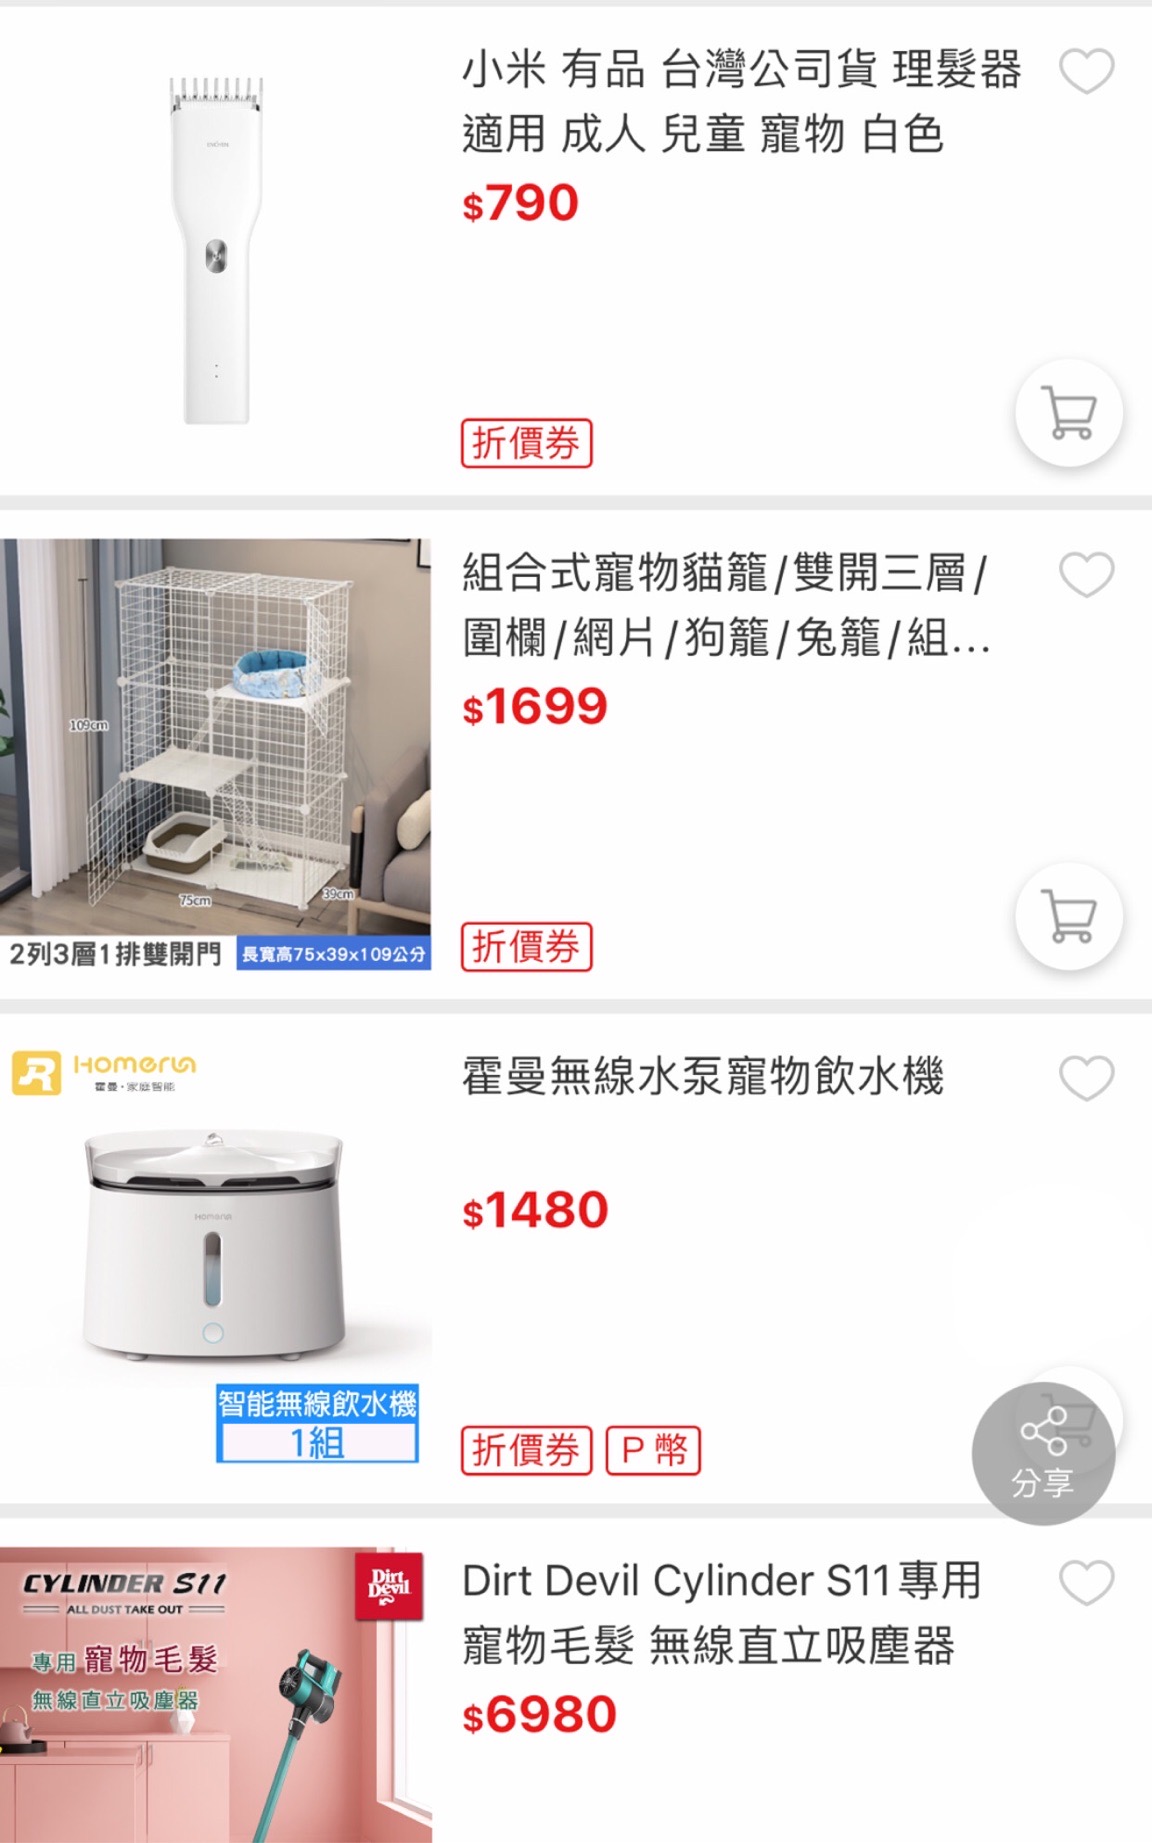 小米 有品 台灣公司貨 理髮器
適用 成人 兒童 寵物 白色
$790
折價券
組合式寵物貓籠/雙開三層/
圍欄/網片/狗籠/兔籠/組...
$1699
109cm
75cm
39cm
2列3層1排雙開門
長寬高75x39x109公分
折價券
R Homerun
霍曼·家庭智能
霍曼無線水泵寵物飲水機
$1480
Homerun
智能無線飲水機
1組
折價券
P 幣
分享
CYLINDER S11
ALL DUST TAKE OUT
專用 寵物毛髮
無線直立吸塵器
Dirt
Devil
Dirt Devil Cylinder S11專用
寵物毛髮 無線直立吸塵器
$6980